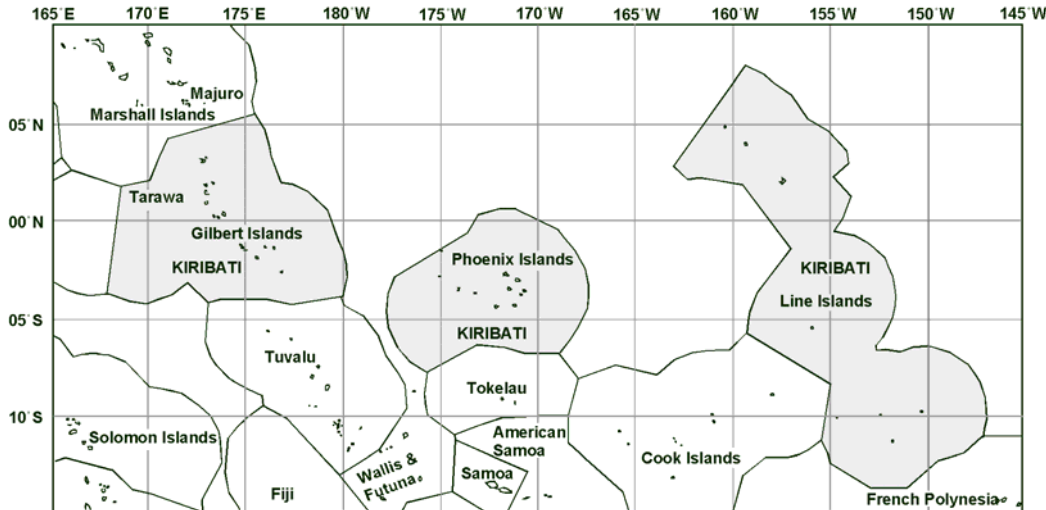 165°E 170°E 175°E 180°W 175°W 170°W 165°W 160°W 155°W 150°W 145°W
Majuro
Marshall Islands
05°N
Tarawa
00°N
Gilbert Islands
KIRIBATI
Phoenix Islands
KIRIBATI
Line Islands
05°S
KIRIBATI
Tuvalu
Tokelau
10°S
Solomon Islands
American
Samoa
Cook Islands
Wallis &
Futuna
Samoa
Fiji
French Polynesia